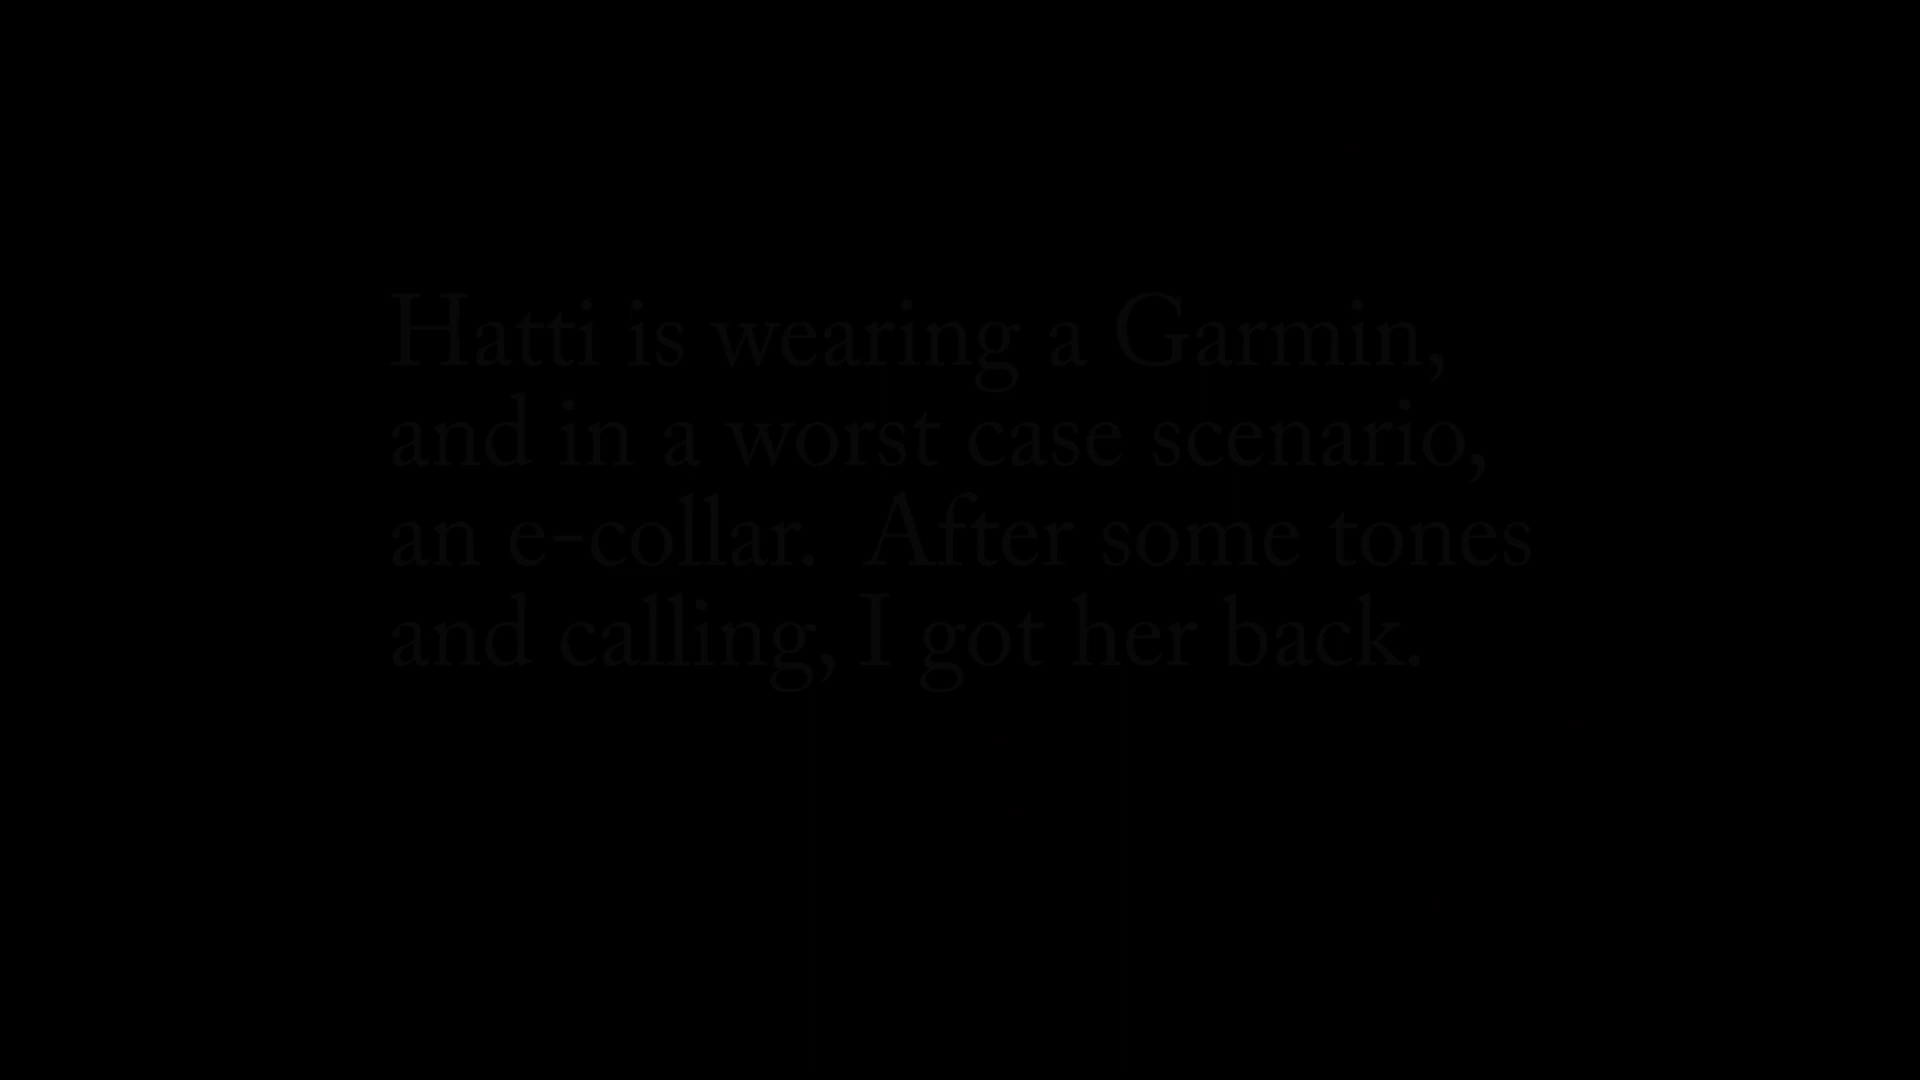 Hatti is wearing a Garmin,
and in a worst case scenario,
an e-collar.  After some tones
and calling, I got her back.